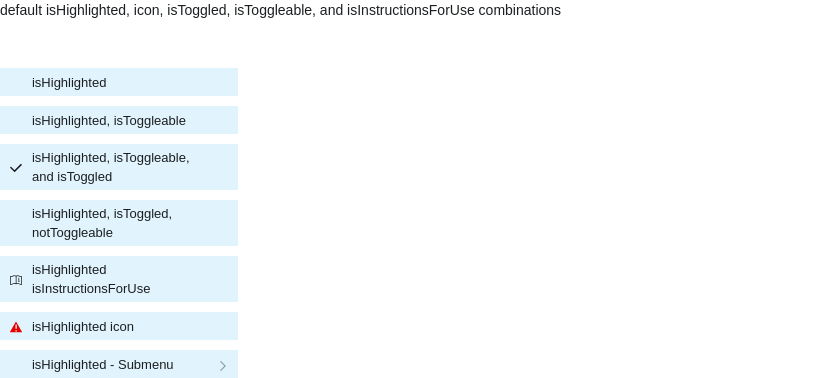 default isHighlighted, icon, isToggled, isToggleable, and isInstructionsForUse combinations
isHighlighted
isHighlighted, isToggleable
isHighlighted, isToggleable,
and isToggled
isHighlighted, isToggled,
notToggleable
isHighlighted
isInstructionsForUse
isHighlighted icon
isHighlighted - Submenu